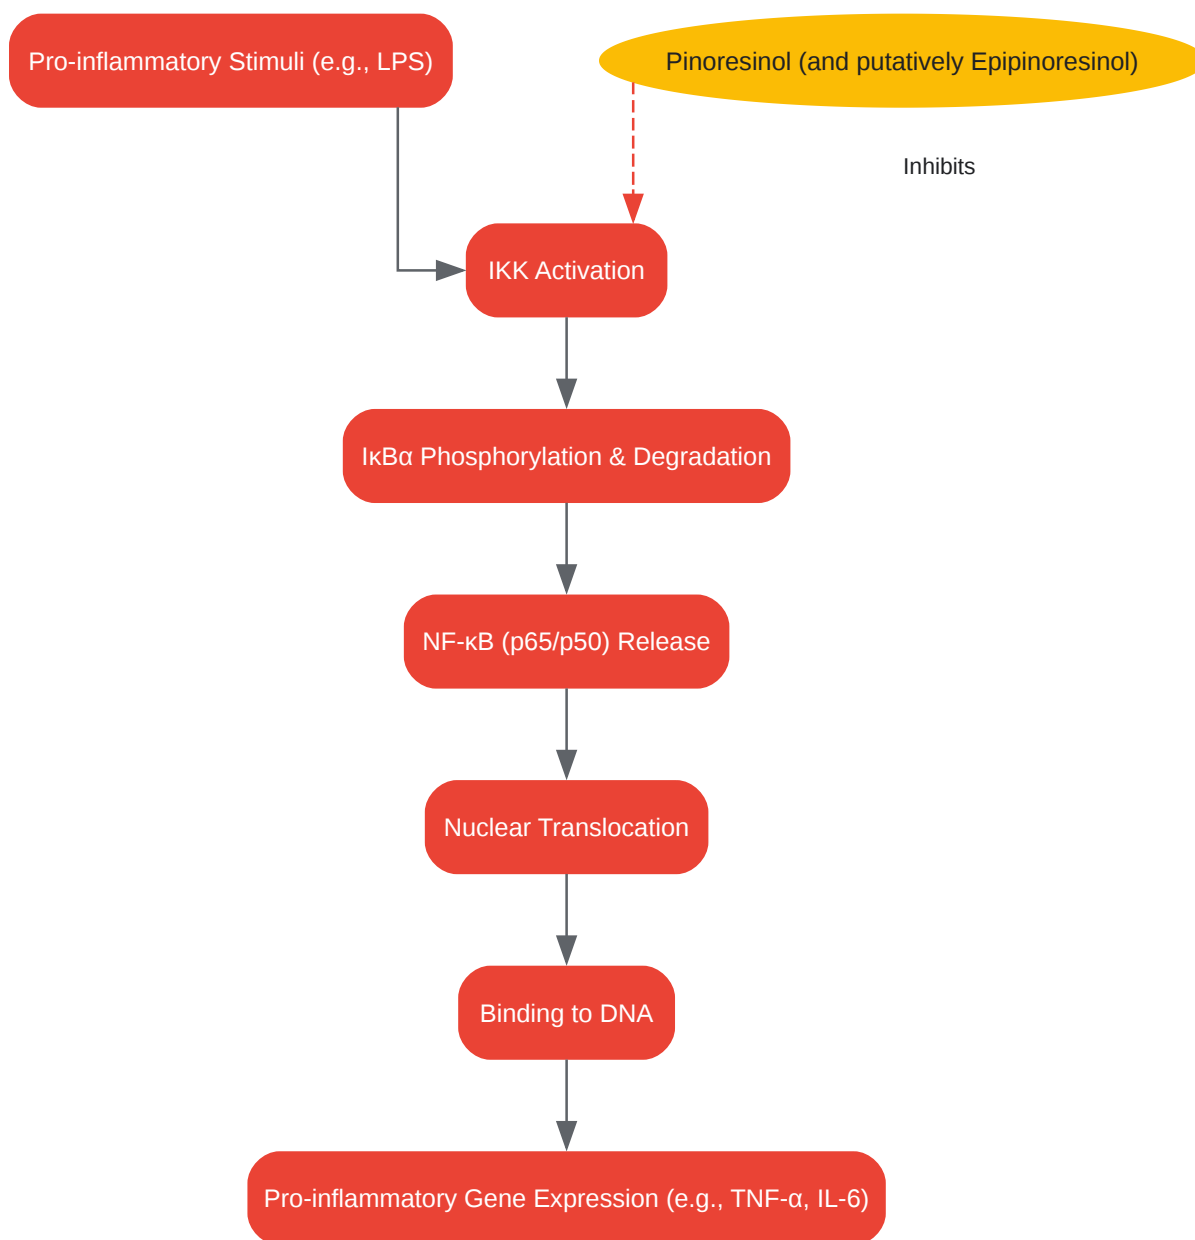 Pro-inflammatory Stimuli (e.g., LPS)
Pinoresinol (and putatively Epipinoresinol)
Inhibits
IKK Activation
IκBα Phosphorylation & Degradation
NF-κB (p65/p50) Release
Nuclear Translocation
Binding to DNA
Pro-inflammatory Gene Expression (e.g., TNF-α, IL-6)